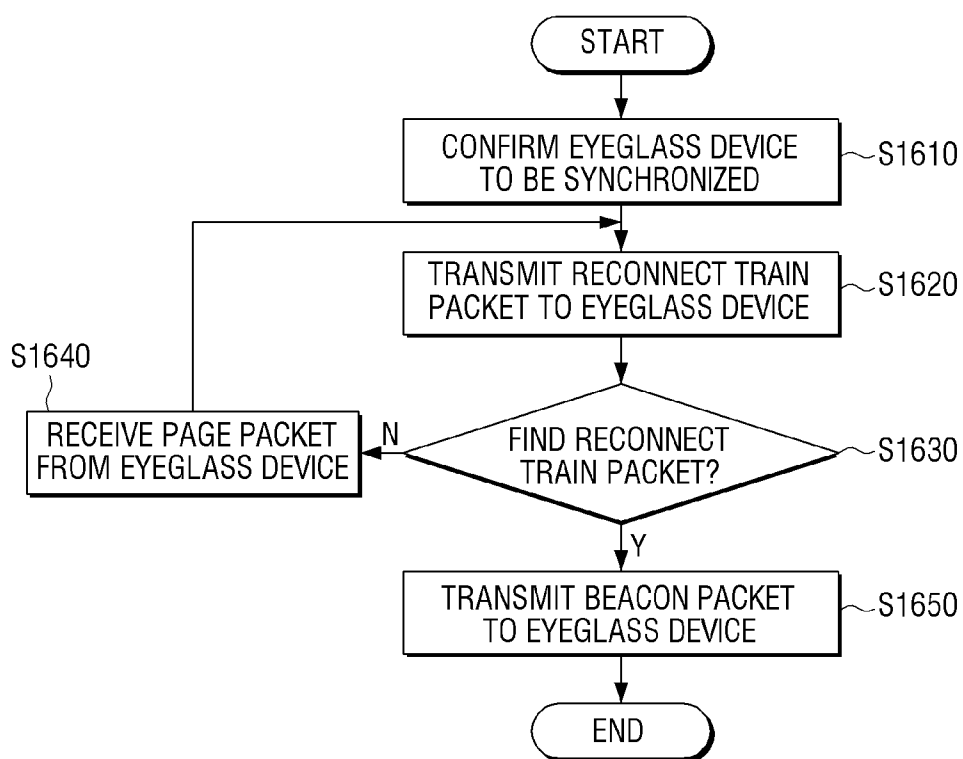 START
CONFIRM EYEGLASS DEVICE
TO BE SYNCHRONIZED
S1610
TRANSMIT RECONNECT TRAIN
PACKET TO EYEGLASS DEVICE
S1620
S1640
RECEIVE PAGE PACKET
FROM EYEGLASS DEVICE
N
FIND RECONNECT
TRAIN PACKET?
S1630
Y
TRANSMIT BEACON PACKET
TO EYEGLASS DEVICE
S1650
END